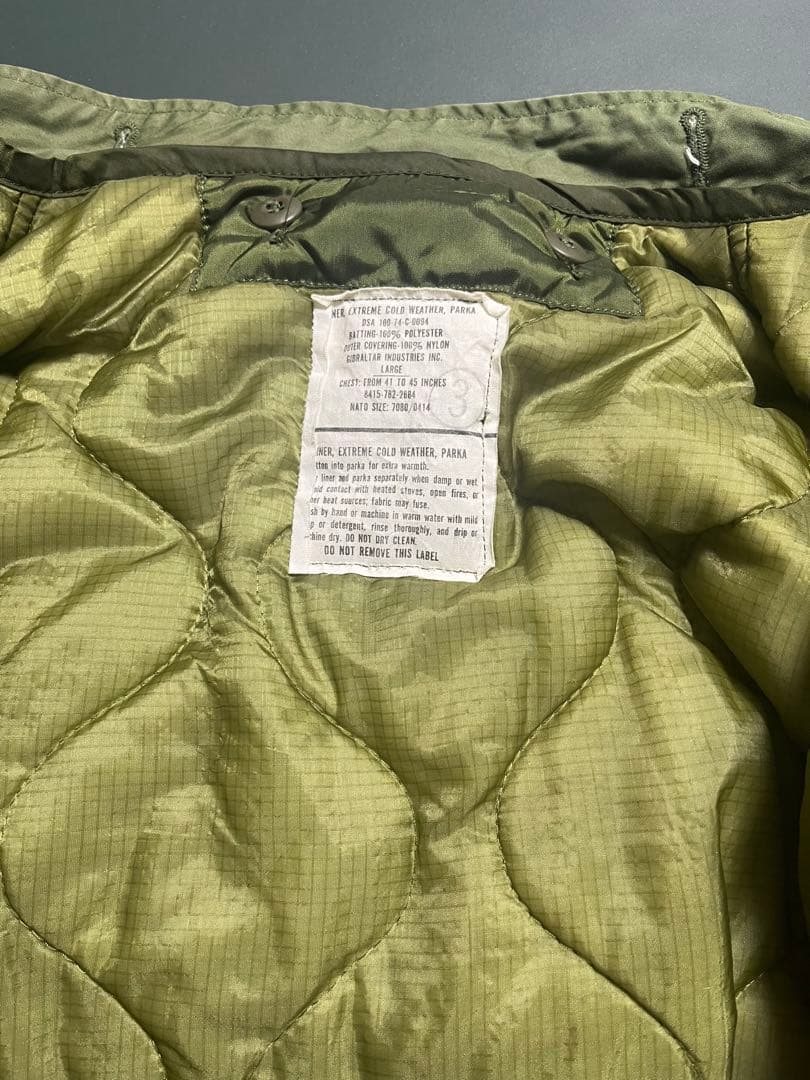 NER, EXTREME COLD WEATHER, PARKA
DSA 100-74-C-0094
BATTING-100% POLYESTER
OUTER COVERING-100% NYLON
GIBRALTAR INDUSTRIES INC.
LARGE
CHEST: FROM 41 TO 45 INCHES
8415-782-2884
NATO SIZE: 7080/0414
3
INER, EXTREME COLD WEATHER, PARKA
tton into parka for extra warmth.
liner and parka separately when damp or wet
oid contact with heated stoves, open fires, or
her heat sources; fabric may fuse.
sh by hand or machine in warm water with mild
p or detergent, rinse thoroughly, and drip or
chine dry. DO NOT DRY CLEAN.
DO NOT REMOVE THIS LABEL